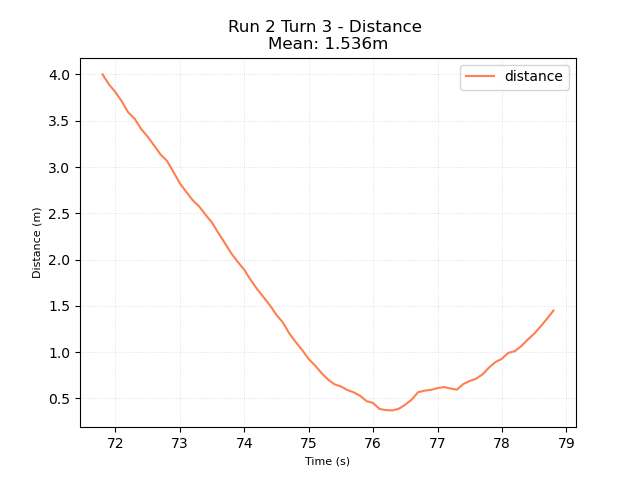 Run 2 Turn 3 - Distance
Mean: 1.536m
distance
4.0
3.5
3.0
2.5
2.0
1.5
1.0
0.5
Distance (m)
72 73 74 75 76 77 78 79
Time (s)